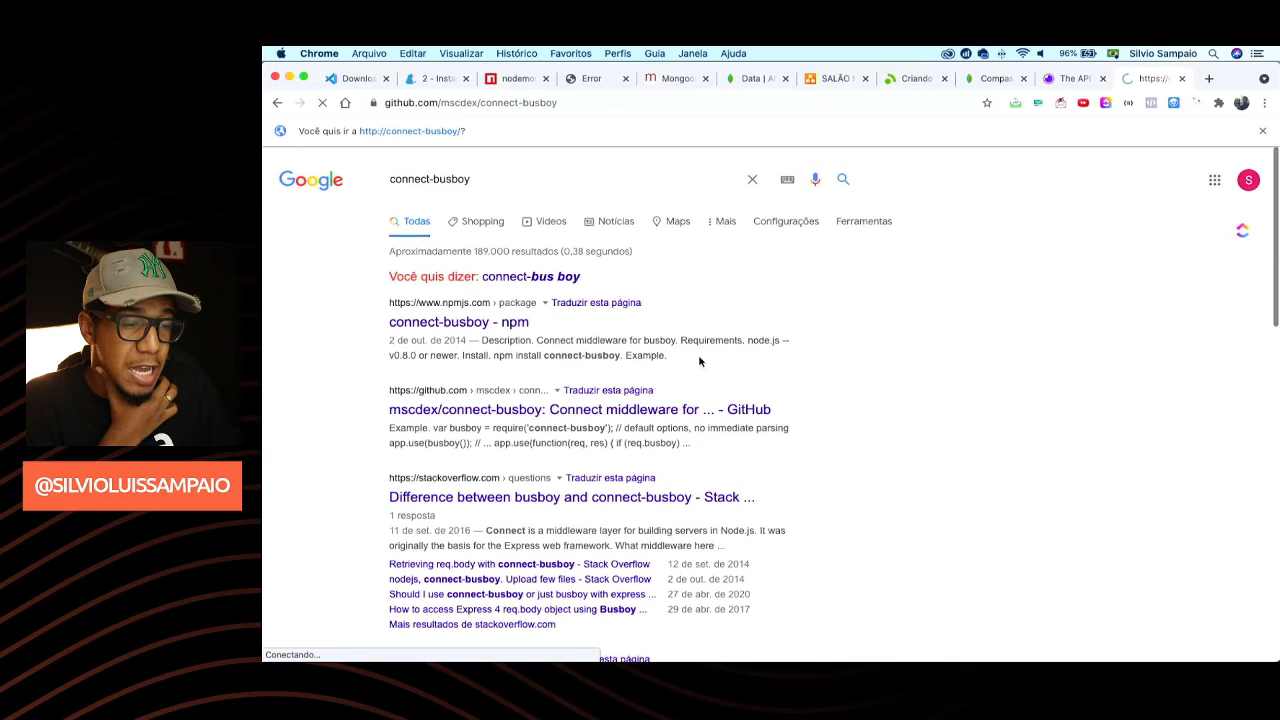 Chrome Arquivo Editar Visualizar Histórico Favoritos Perfis Guia Janela Ajuda 96% Silvio Sampaio
Downloa 2 - Insta nodemo Error Mongoo Data | A SALÃO Criando Compas The API https://
github.com/mscdex/connect-busboy
Você quis ir a http://connect-busboy/?
Google connect-busboy S
Todas Shopping Vídeos Notícias Maps Mais Configurações Ferramentas
Aproximadamente 189.000 resultados (0,38 segundos)
Você quis dizer: connect-bus boy
https://www.npmjs.com › package Traduzir esta página
connect-busboy - npm
2 de out. de 2014 — Description. Connect middleware for busboy. Requirements. node.js --
v0.8.0 or newer. Install. npm install connect-busboy. Example.
https://github.com › mscdex › conn... Traduzir esta página
mscdex/connect-busboy: Connect middleware for ... - GitHub
Example. var busboy = require('connect-busboy'); // default options, no immediate parsing
app.use(busboy()); // ... app.use(function(req, res) { if (req.busboy) ...
@SILVIOLUISSAMPAIO
https://stackoverflow.com › questions Traduzir esta página
Difference between busboy and connect-busboy - Stack ...
1 resposta
11 de set. de 2016 — Connect is a middleware layer for building servers in Node.js. It was
originally the basis for the Express web framework. What middleware here ...
Retrieving req.body with connect-busboy - Stack Overflow 12 de set. de 2014
nodejs, connect-busboy. Upload few files - Stack Overflow 2 de out. de 2014
Should I use connect-busboy or just busboy with express ... 27 de abr. de 2020
How to access Express 4 req.body object using Busboy ... 29 de abr. de 2017
Mais resultados de stackoverflow.com
Conectando...
esta página